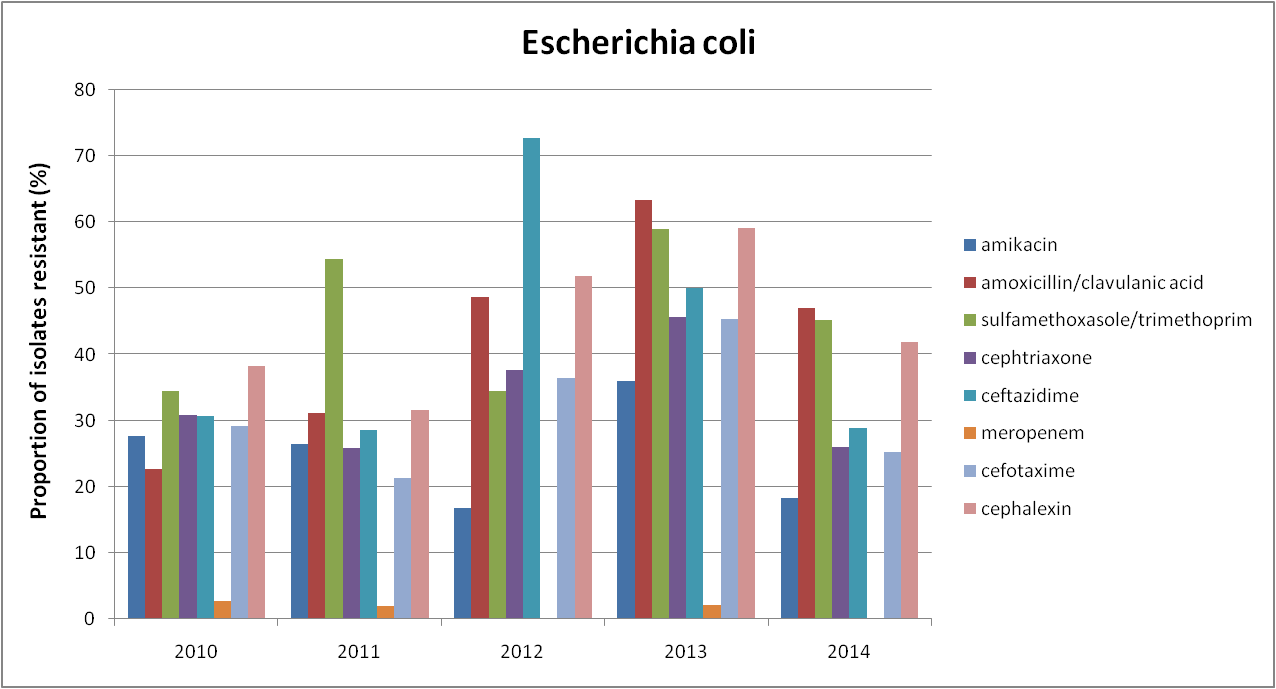 Escherichia coli
Proportion of isolates resistant (%)
80
70
60
50
40
30
20
10
0
2010 2011 2012 2013 2014
amikacin
amoxicillin/clavulanic acid
sulfamethoxasole/trimethoprim
cephtriaxone
ceftazidime
meropenem
cefotaxime
cephalexin